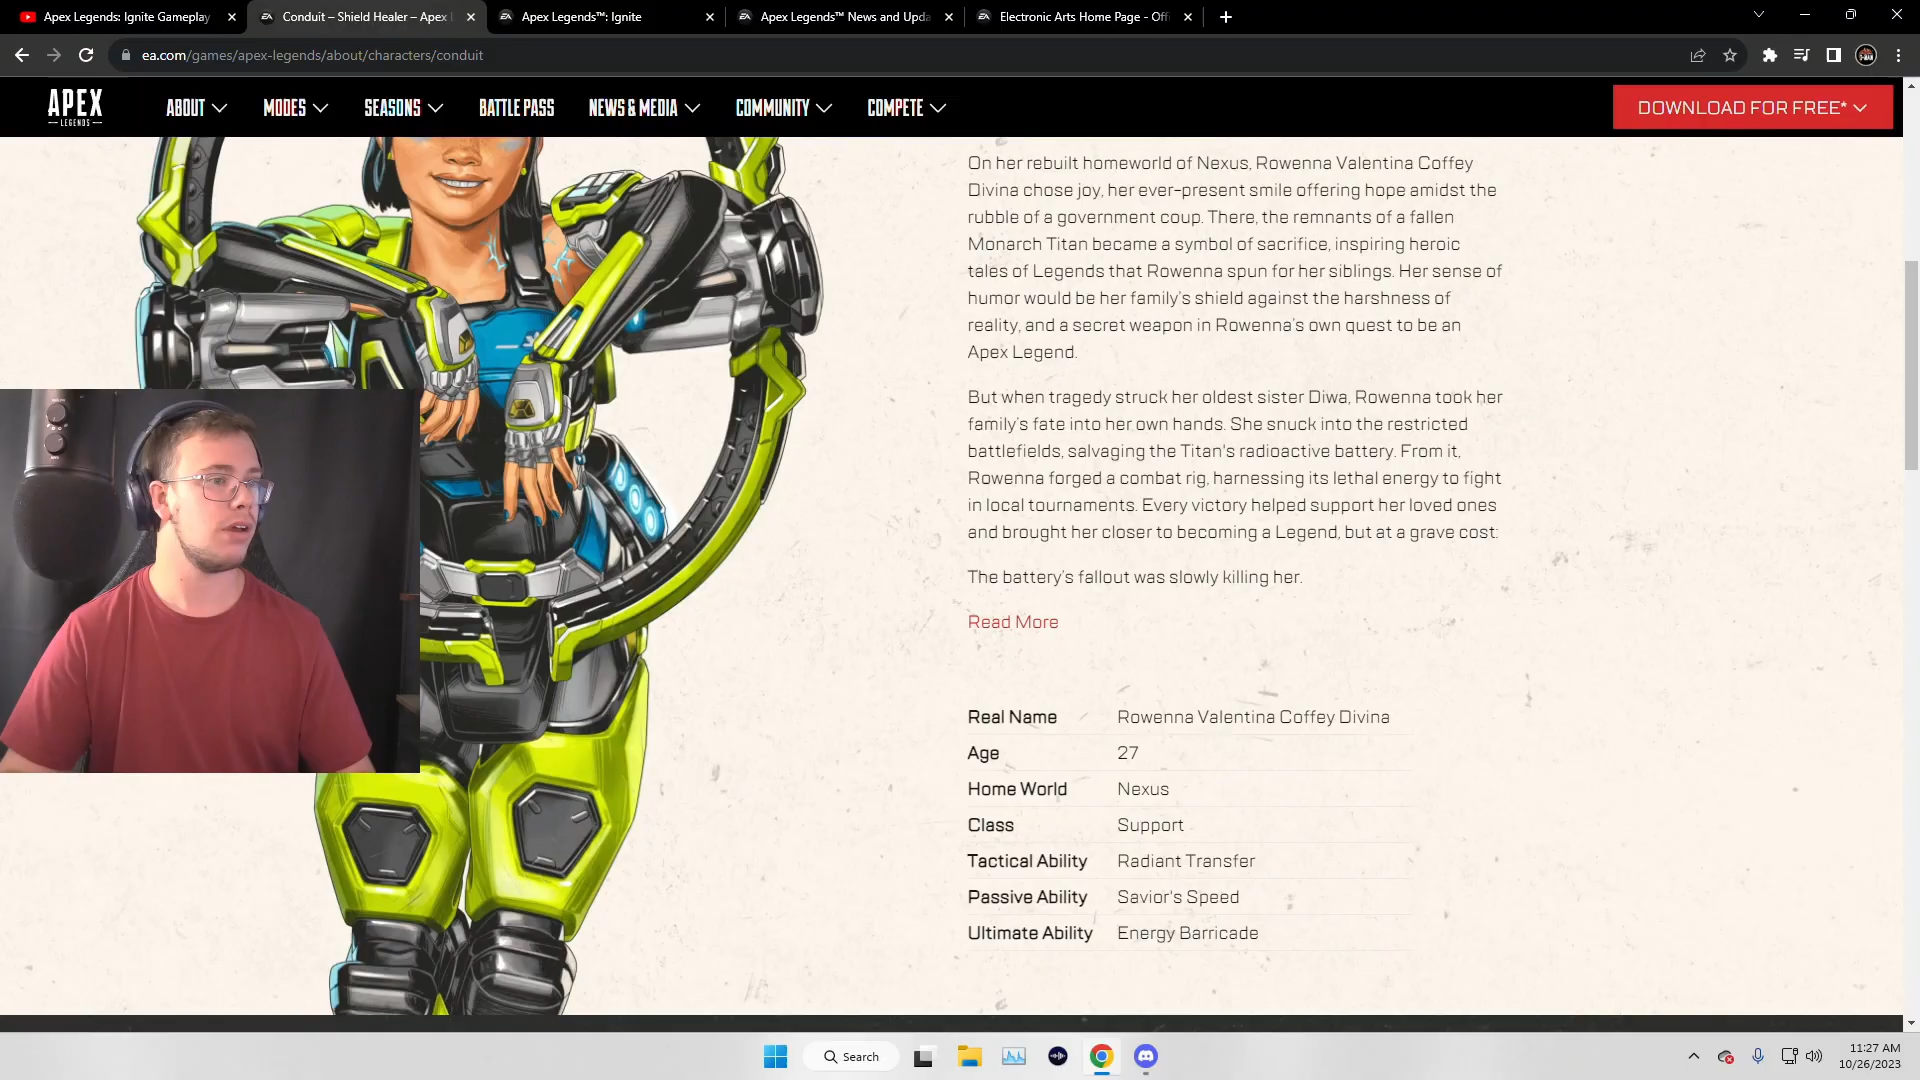 Apex Legends: Ignite Gameplay
Conduit – Shield Healer – Apex L
Apex Legends™: Ignite
Apex Legends™ News and Upda
Electronic Arts Home Page - Offi
ea.com/games/apex-legends/about/characters/conduit
APEX
LEGENDS
ABOUT
MODES
SEASONS
BATTLE PASS
NEWS & MEDIA
COMMUNITY
COMPETE
DOWNLOAD FOR FREE*
On her rebuilt homeworld of Nexus, Rowenna Valentina Coffey
Divina chose joy, her ever-present smile offering hope amidst the
rubble of a government coup. There, the remnants of a fallen
Monarch Titan became a symbol of sacrifice, inspiring heroic
tales of Legends that Rowenna spun for her siblings. Her sense of
humor would be her family's shield against the harshness of
reality, and a secret weapon in Rowenna's own quest to be an
Apex Legend.
But when tragedy struck her oldest sister Diwa, Rowenna took her
family's fate into her own hands. She snuck into the restricted
battlefields, salvaging the Titan's radioactive battery. From it,
Rowenna forged a combat rig, harnessing its lethal energy to fight
in local tournaments. Every victory helped support her loved ones
and brought her closer to becoming a Legend, but at a grave cost:
The battery's fallout was slowly killing her.
Read More
Real Name Rowenna Valentina Coffey Divina
Age 27
Home World Nexus
Class Support
Tactical Ability Radiant Transfer
Passive Ability Savior's Speed
Ultimate Ability Energy Barricade
Search
11:27 AM
10/26/2023